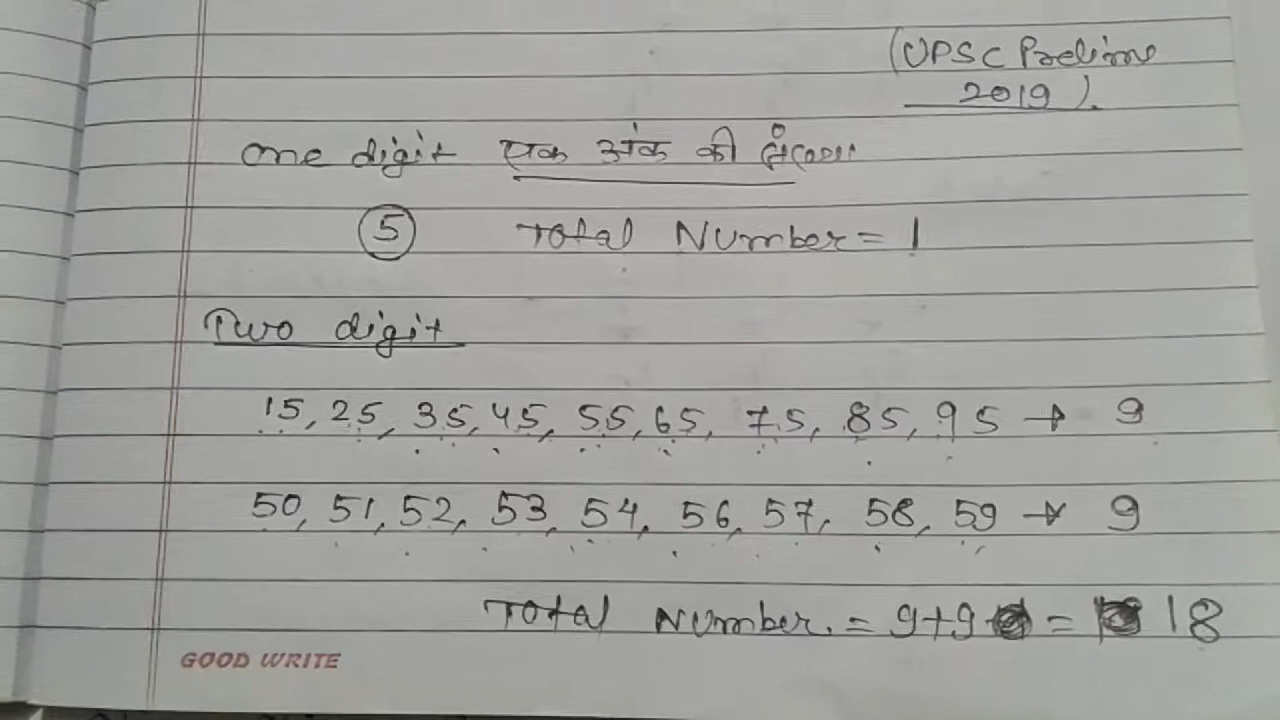 (UPSC Prelims
2019).
one digit एक अंक की संख्या
5 Total Number = 1
Two digit
15, 25, 35, 45, 55, 65, 75, 85, 95 → 9
50, 51, 52, 53, 54, 56, 57, 58, 59 → 9
Total Number. = 9+9 = 18
GOOD WRITE